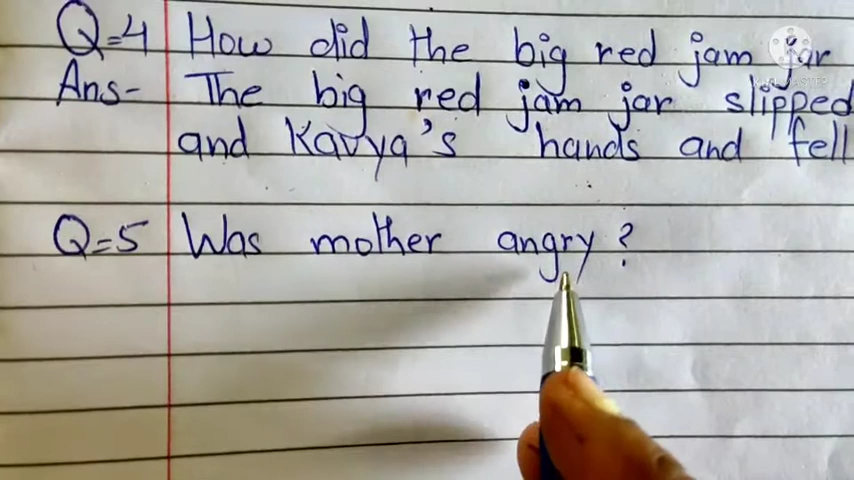 Q=4 How did the big red jam jar
Ans- The big red jam jar slipped
and Kavya's hands and fell
Q=5 Was mother angry?